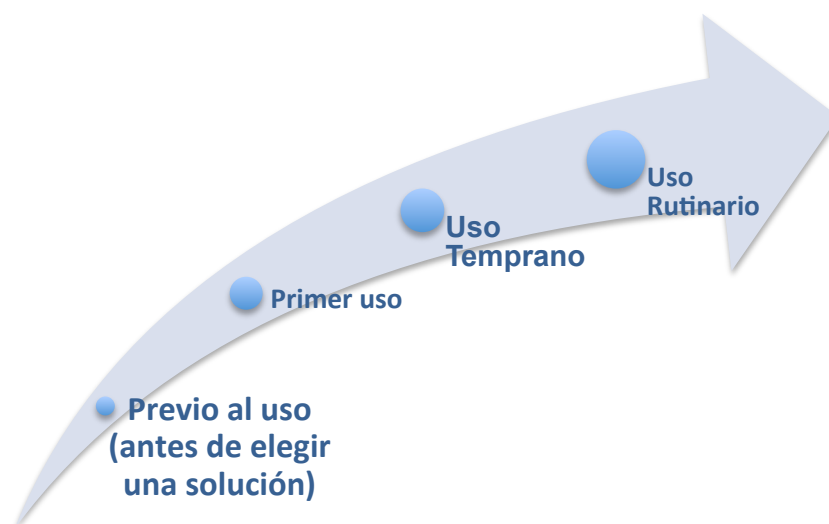 Uso
Rutinario
Uso
Temprano
Primer uso
Previo al uso
(antes de elegir
una solución)